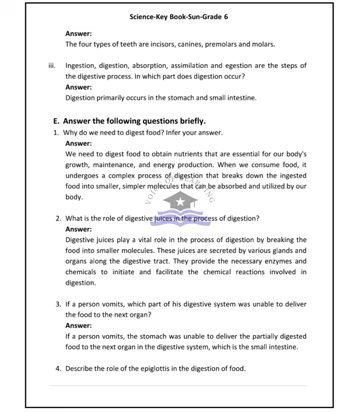 Science-Key Book-Sun-Grade 6
Answer:
The four types of teeth are incisors, canines, premolars and molars.
iii. Ingestion, digestion, absorption, assimilation and egestion are the steps of
the digestive process. In which part does digestion occur?
Answer:
Digestion primarily occurs in the stomach and small intestine.
E. Answer the following questions briefly.
1. Why do we need to digest food? Infer your answer.
Answer:
We need to digest food to obtain nutrients that are essential for our body's
growth, maintenance, and energy production. When we consume food, it
undergoes a complex process of digestion that breaks down the ingested
food into smaller, simpler molecules that can be absorbed and utilized by our
body.
2. What is the role of digestive juices in the process of digestion?
Answer:
Digestive juices play a vital role in the process of digestion by breaking the
food into smaller molecules. These juices are secreted by various glands and
organs along the digestive tract. They provide the necessary enzymes and
chemicals to initiate and facilitate the chemical reactions involved in
digestion.
3. If a person vomits, which part of his digestive system was unable to deliver
the food to the next organ?
Answer:
If a person vomits, the stomach was unable to deliver the partially digested
food to the next organ in the digestive system, which is the small intestine.
4. Describe the role of the epiglottis in the digestion of food.